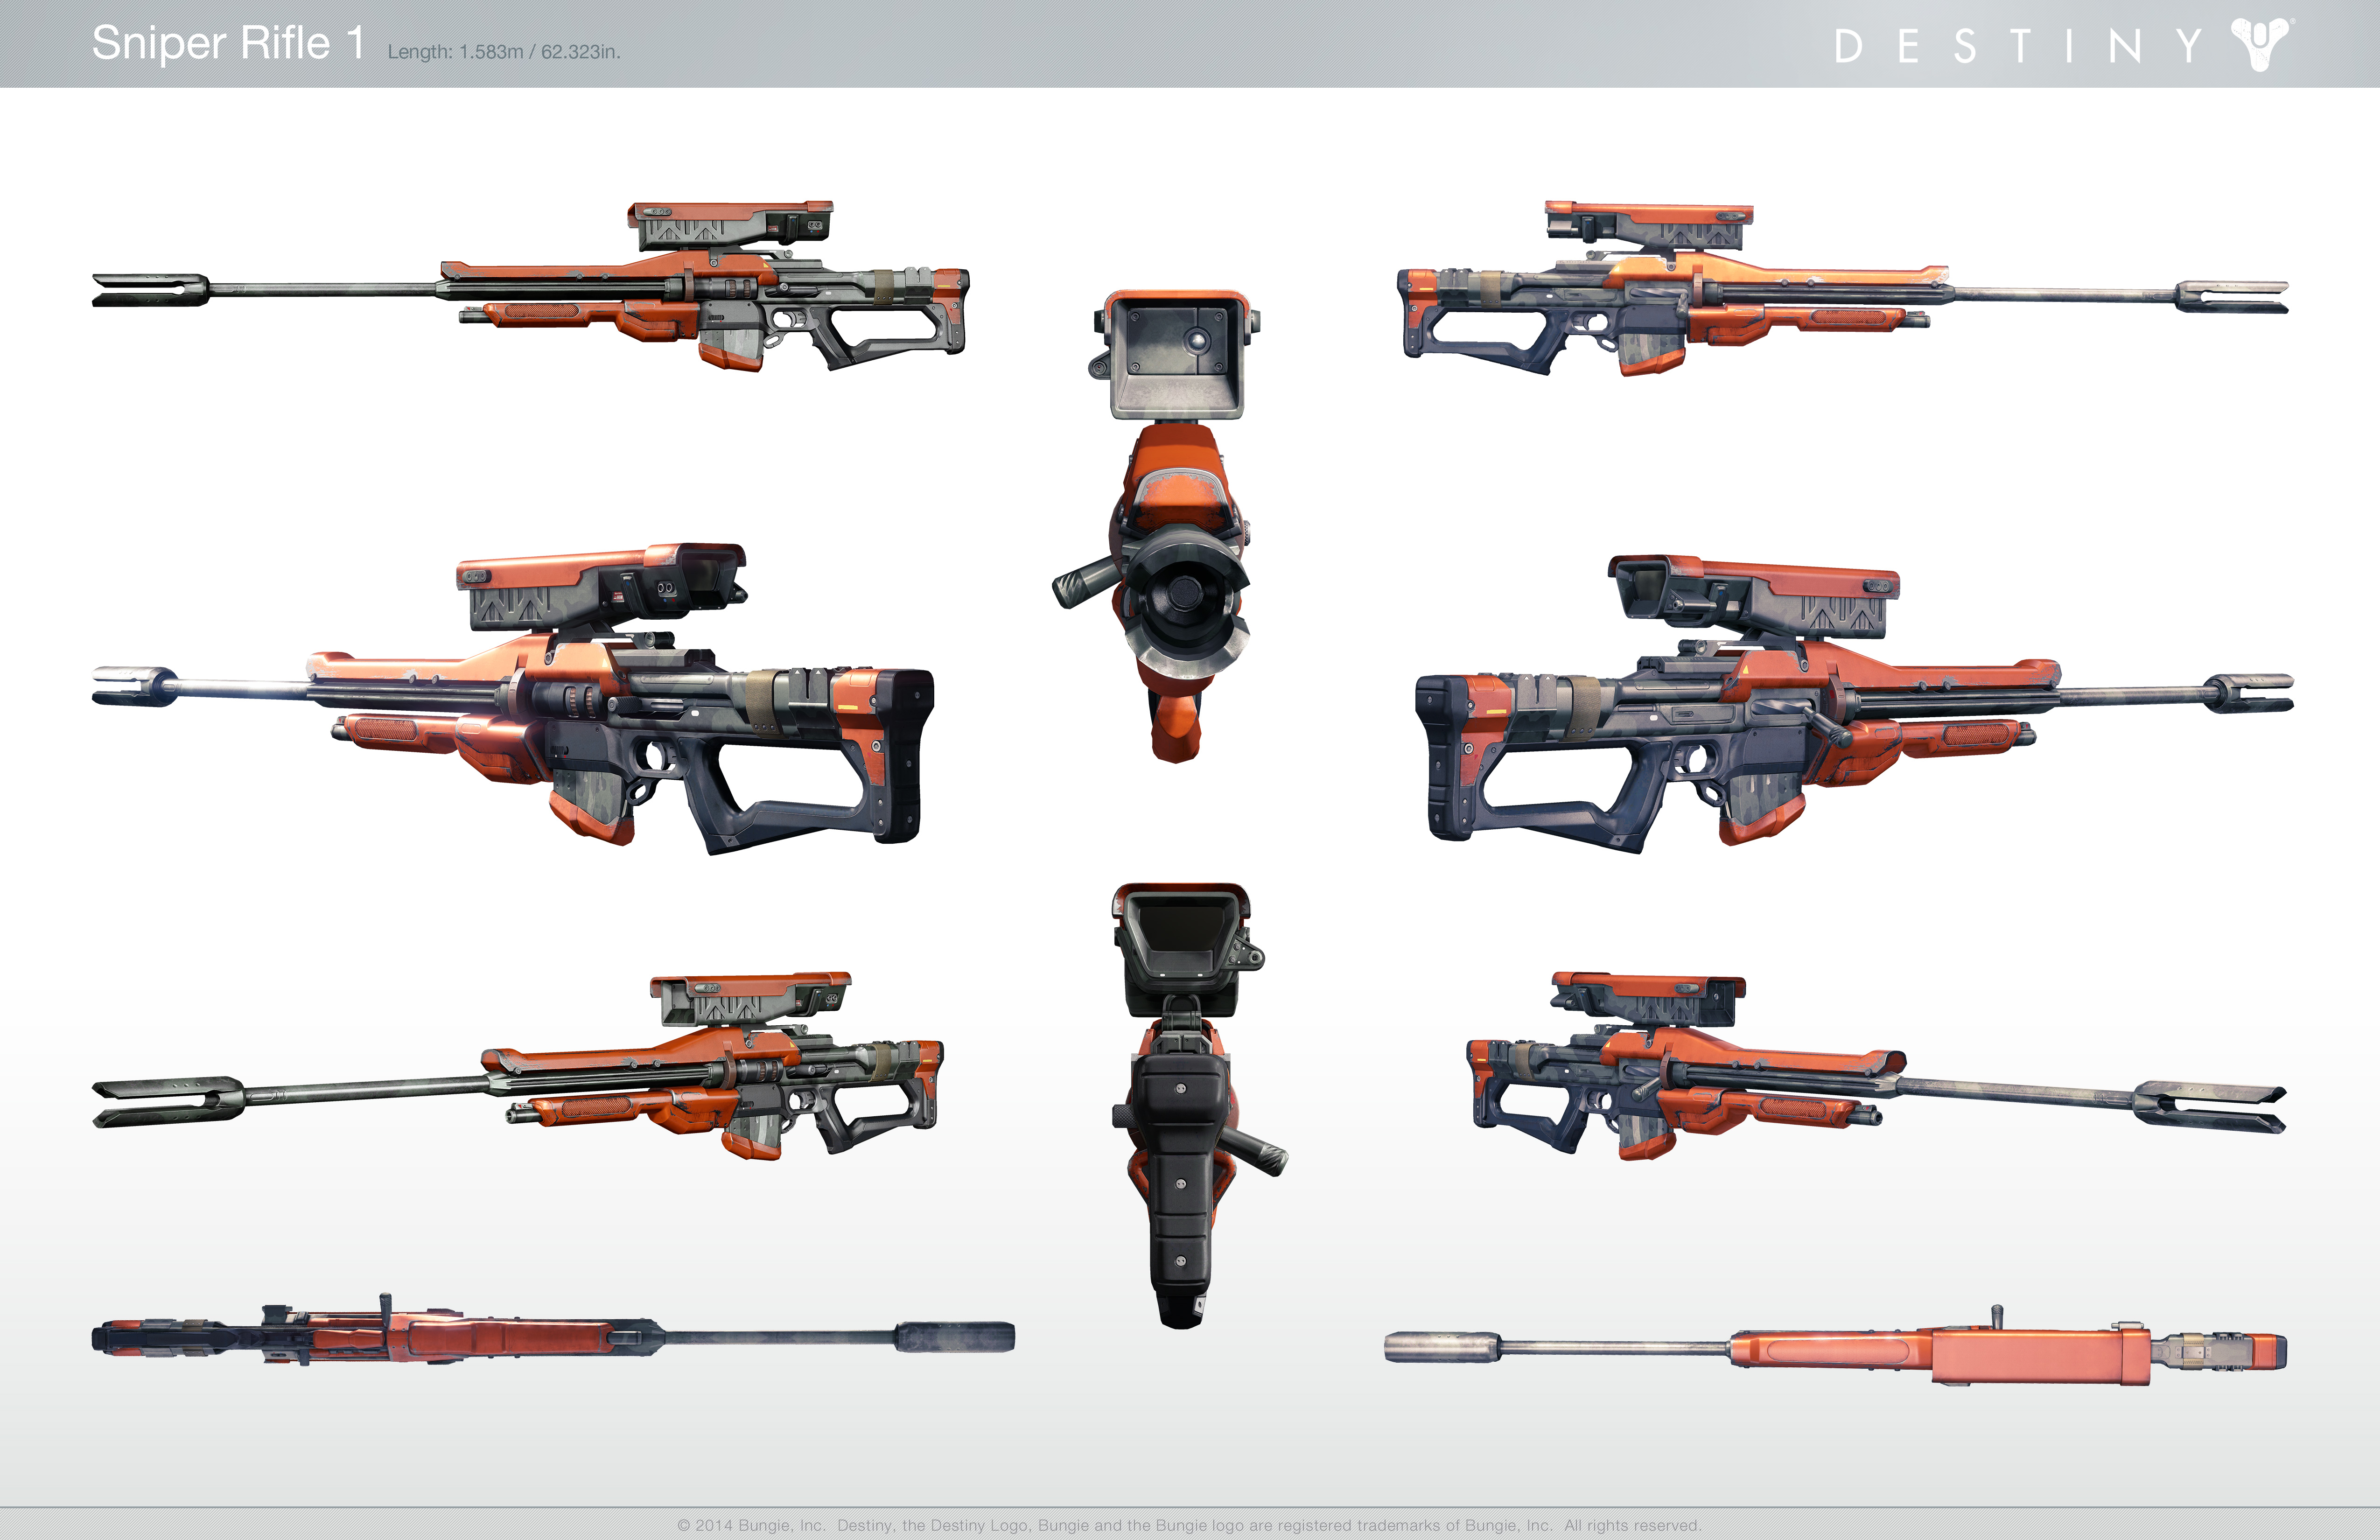 Sniper Rifle 1 Length: 1.583m / 62.323in. DESTINY ®
© 2014 Bungie, Inc. Destiny, the Destiny Logo, Bungie and the Bungie logo are registered trademarks of Bungie, Inc. All rights reserved.